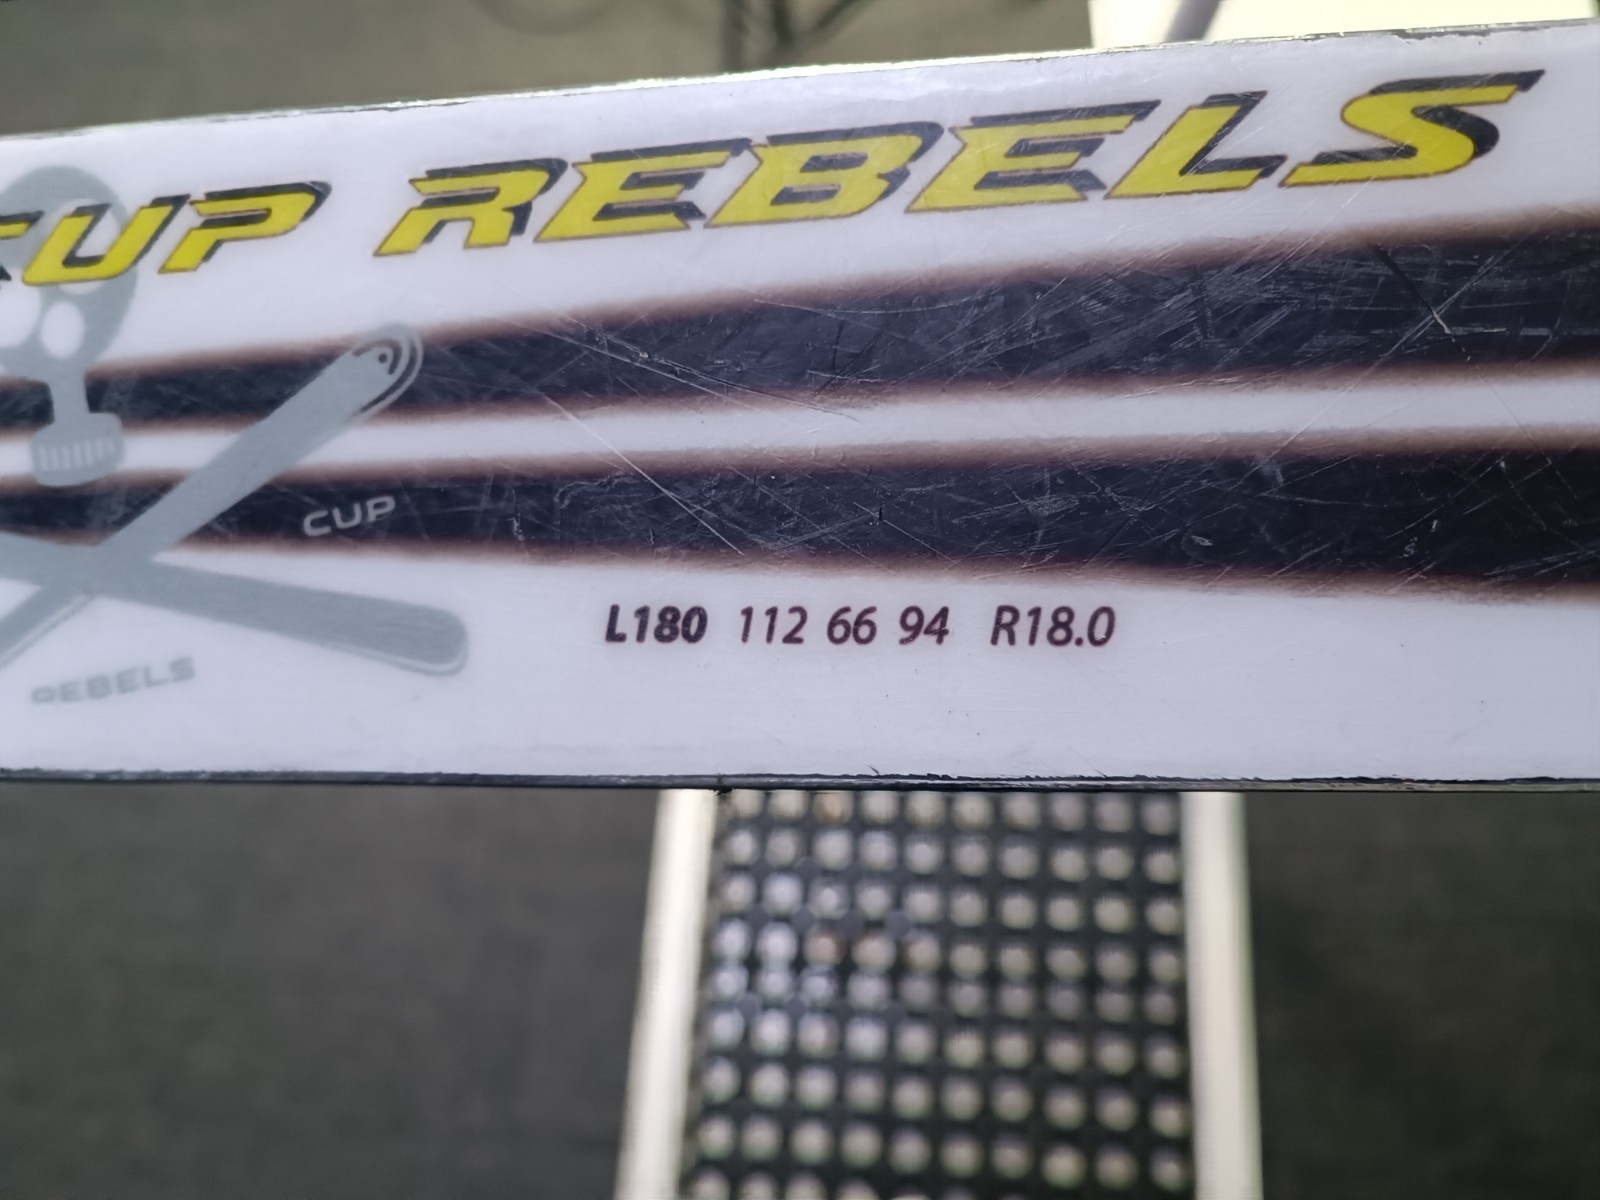 CUP REBELS
CUP
REBELS
L180 112 66 94 R18.0